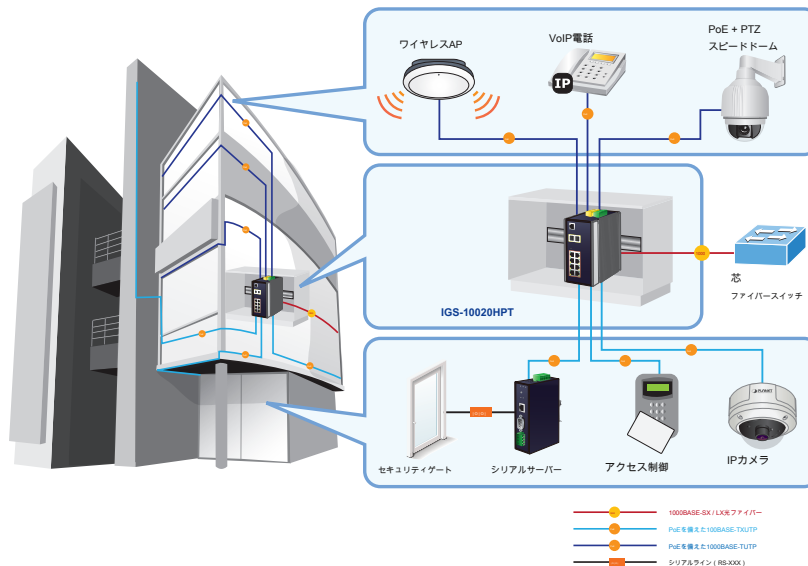 ワイヤレスAP
VoIP電話
PoE + PTZ
スピードドーム
IP
IGS-10020HPT
芯
ファイバースイッチ
セキュリティゲート
シリアルサーバー
アクセス制御
IPカメラ
PLANET
1000BASE-SX / LX光ファイバー
PoEを備えた100BASE-TXUTP
PoEを備えた1000BASE-TUTP
シリアルライン ( RS-XXX )